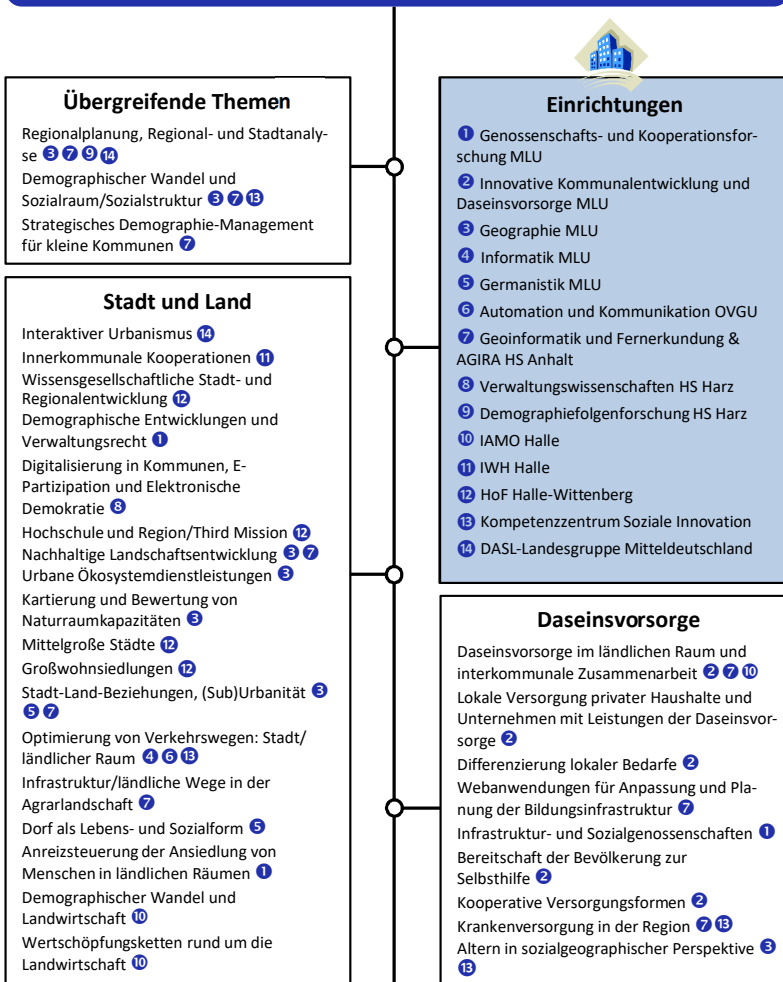 Übergreifende Themen
Regionalplanung, Regional- und Stadtanaly-
se ❸ ❼ ❾ ⓮
Demographischer Wandel und
Sozialraum/Sozialstruktur ❸ ❼ ⓭
Strategisches Demographie-Management
für kleine Kommunen ❼
Stadt und Land
Interaktiver Urbanismus ⓮
Innerkommunale Kooperationen ⓫
Wissensgesellschaftliche Stadt- und
Regionalentwicklung ⓬
Demographische Entwicklungen und
Verwaltungsrecht ❶
Digitalisierung in Kommunen, E-
Partizipation und Elektronische
Demokratie ❽
Hochschule und Region/Third Mission ⓬
Nachhaltige Landschaftsentwicklung ❸ ❼
Urbane Ökosystemdienstleistungen ❸
Kartierung und Bewertung von
Naturraumkapazitäten ❸
Mittelgroße Städte ⓬
Großwohnsiedlungen ⓬
Stadt-Land-Beziehungen, (Sub)Urbanität ❸
❺ ❼
Optimierung von Verkehrswegen: Stadt/
ländlicher Raum ❹ ❻ ⓭
Infrastruktur/ländliche Wege in der
Agrarlandschaft ❼
Dorf als Lebens- und Sozialform ❺
Anreizsteuerung der Ansiedlung von
Menschen in ländlichen Räumen ❶
Demographischer Wandel und
Landwirtschaft ❿
Wertschöpfungsketten rund um die
Landwirtschaft ❿
Einrichtungen
❶ Genossenschafts- und Kooperationsfor-
schung MLU
❷ Innovative Kommunalentwicklung und
Daseinsvorsorge MLU
❸ Geographie MLU
❹ Informatik MLU
❺ Germanistik MLU
❻ Automation und Kommunikation OVGU
❼ Geoinformatik und Fernerkundung &
AGIRA HS Anhalt
❽ Verwaltungswissenschaften HS Harz
❾ Demographiefolgenforschung HS Harz
❿ IAMO Halle
⓫ IWH Halle
⓬ HoF Halle-Wittenberg
⓭ Kompetenzzentrum Soziale Innovation
⓮ DASL-Landesgruppe Mitteldeutschland
Daseinsvorsorge
Daseinsvorsorge im ländlichen Raum und
interkommunale Zusammenarbeit ❷ ❼ ❿
Lokale Versorgung privater Haushalte und
Unternehmen mit Leistungen der Daseinsvor-
sorge ❷
Differenzierung lokaler Bedarfe ❷
Webanwendungen für Anpassung und Pla-
nung der Bildungsinfrastruktur ❼
Infrastruktur- und Sozialgenossenschaften ❶
Bereitschaft der Bevölkerung zur
Selbsthilfe ❷
Kooperative Versorgungsformen ❷
Krankenversorgung in der Region ❼ ⓭
Altern in sozialgeographischer Perspektive ❸
⓭